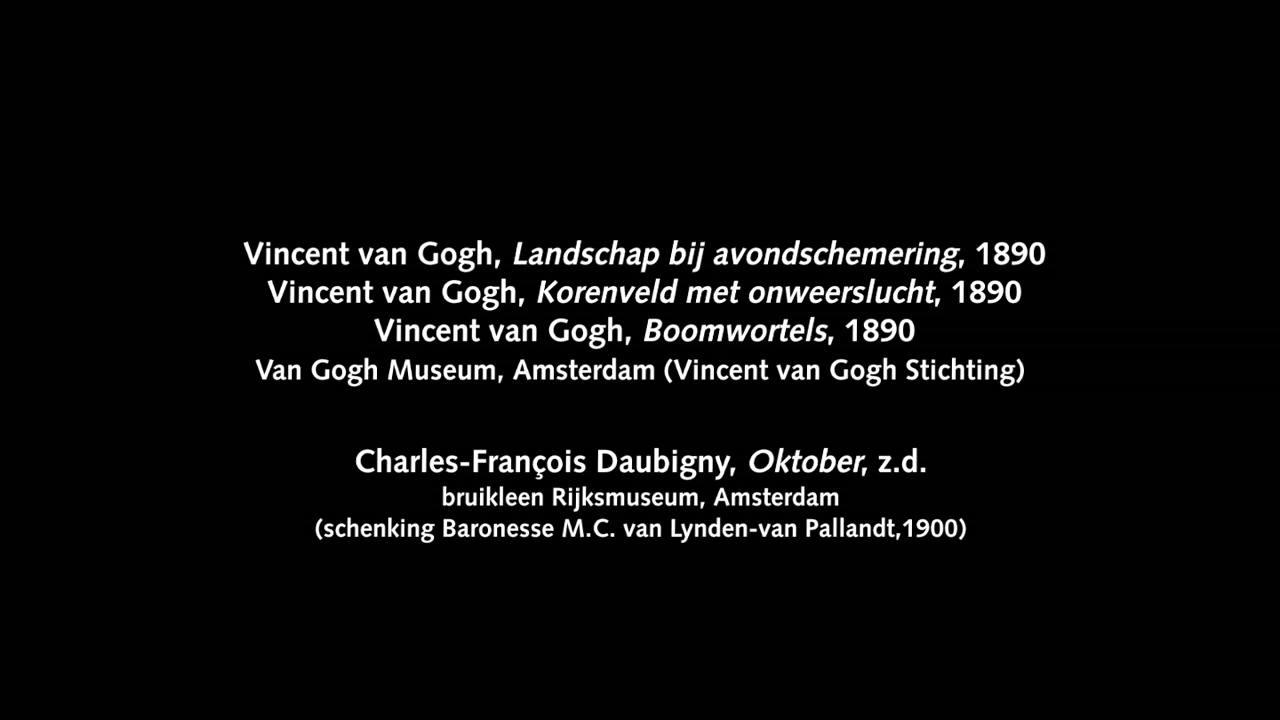 Vincent van Gogh, Landschap bij avondschemering, 1890
Vincent van Gogh, Korenveld met onweerslucht, 1890
Vincent van Gogh, Boomwortels, 1890
Van Gogh Museum, Amsterdam (Vincent van Gogh Stichting)
Charles-François Daubigny, Oktober, z.d.
bruikleen Rijksmuseum, Amsterdam
(schenking Baronesse M.C. van Lynden-van Pallandt,1900)